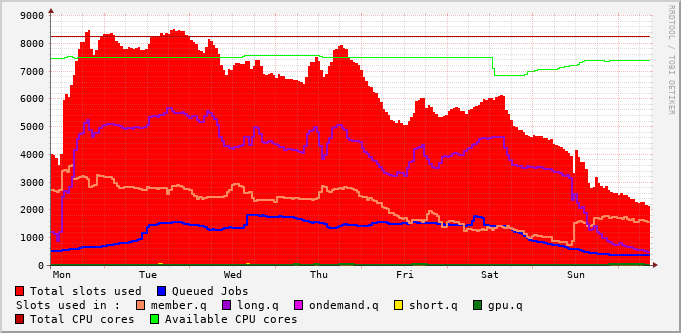 RRDTOOL / TOBI OETIKER
9000
8000
7000
6000
5000
4000
3000
2000
1000
0
Mon Tue Wed Thu Fri Sat Sun
Total slots used Queued Jobs
Slots used in : member.q long.q ondemand.q short.q gpu.q
Total CPU cores Available CPU cores